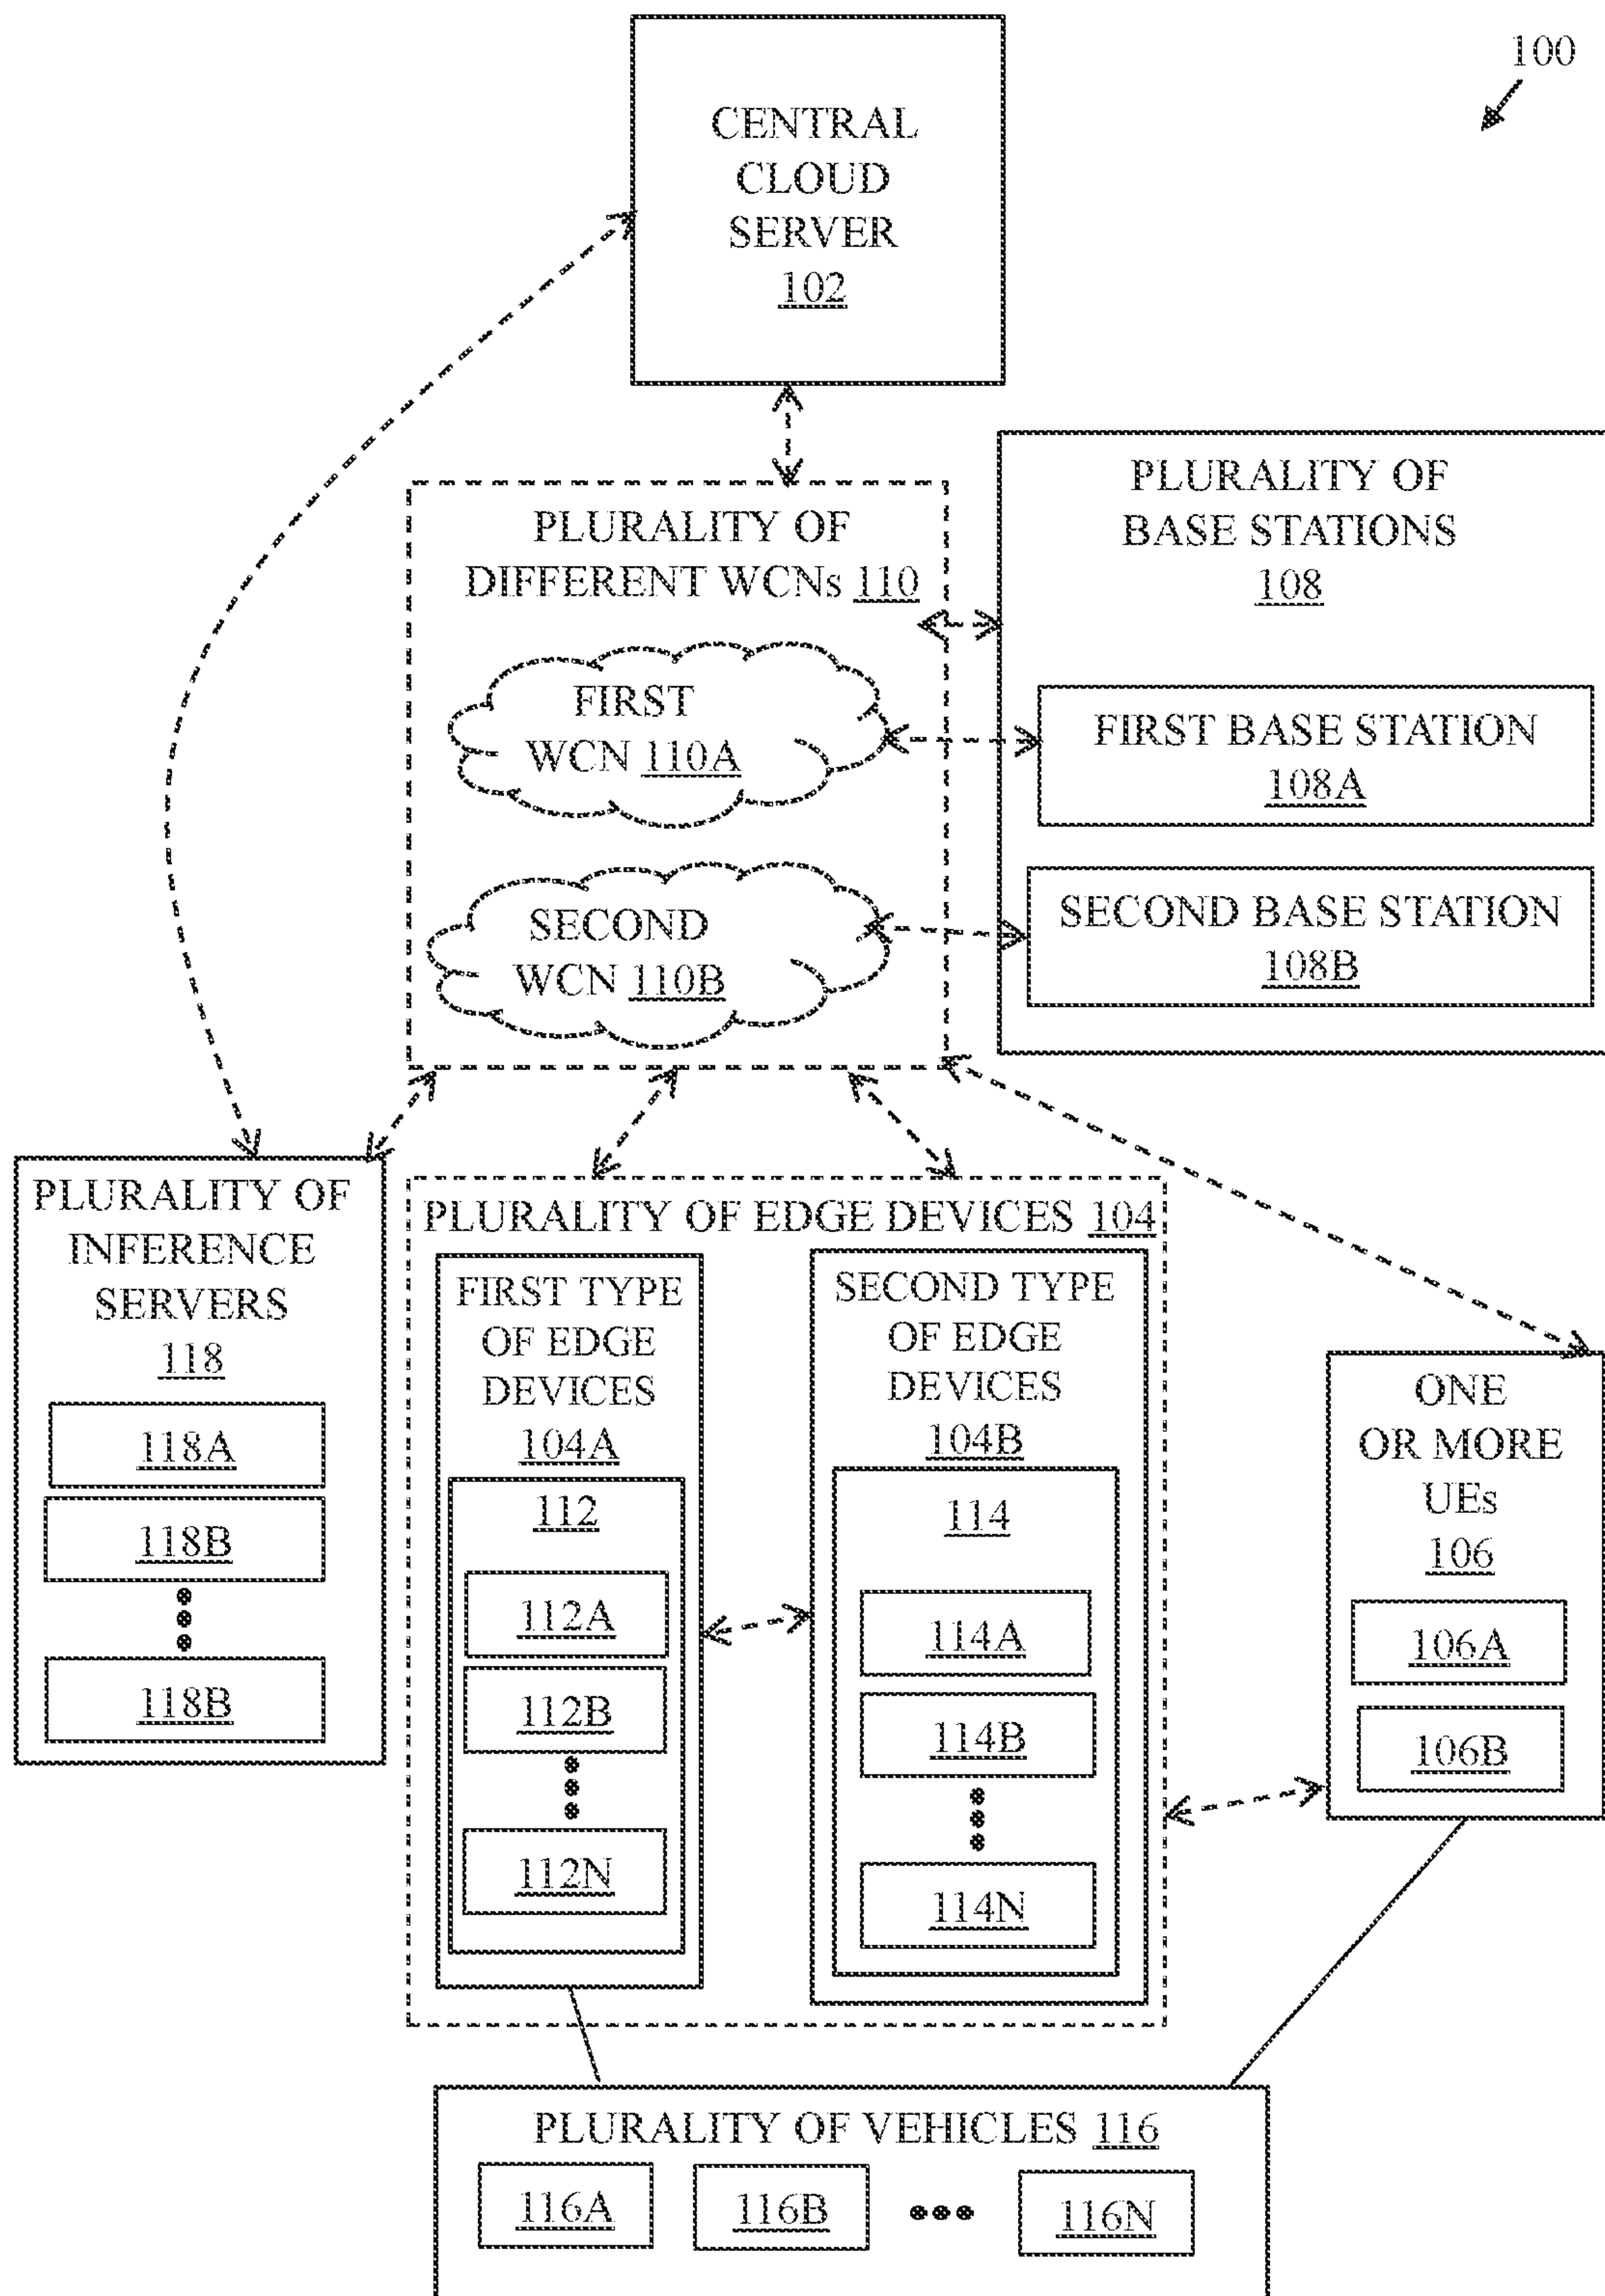 100
CENTRAL
CLOUD
SERVER
102
PLURALITY OF
BASE STATIONS
108
FIRST BASE STATION
108A
SECOND BASE STATION
108B
PLURALITY OF
DIFFERENT WCNs 110
FIRST
WCN 110A
SECOND
WCN 110B
PLURALITY OF
INFERENCE
SERVERS
118
118A
118B
118B
PLURALITY OF EDGE DEVICES 104
FIRST TYPE
OF EDGE
DEVICES
104A
112
112A
112B
112N
SECOND TYPE
OF EDGE
DEVICES
104B
114
114A
114B
114N
ONE
OR MORE
UEs
106
106A
106B
PLURALITY OF VEHICLES 116
116A
116B
116N